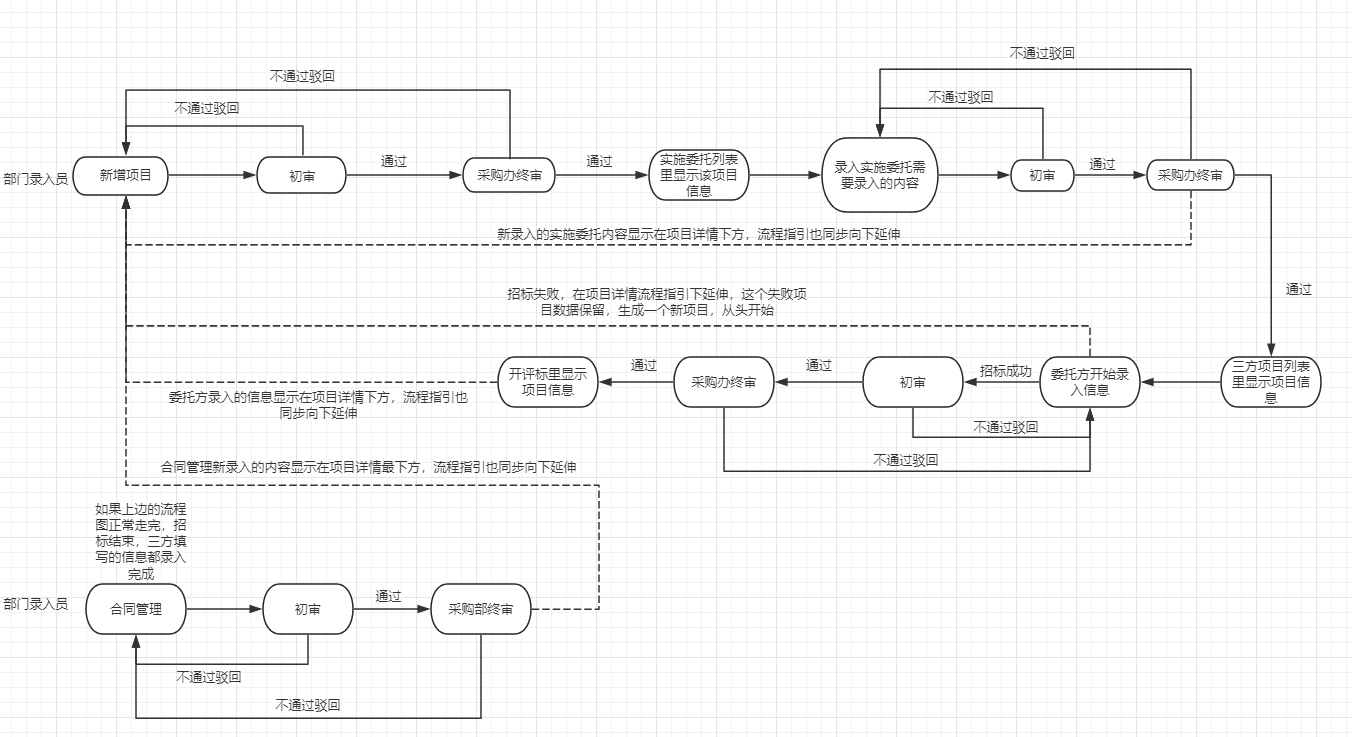 不通过驳回
不通过驳回
不通过驳回
不通过驳回
部门录入员
新增项目
初审
通过
采购办终审
通过
实施委托列表
里显示该项目
信息
录入实施委托需
要录入的内容
初审
通过
采购办终审
新录入的实施委托内容显示在项目详情下方，流程指引也同步向下延伸
通过
招标失败，在项目详情流程指引下延伸，这个失败项
目数据保留，生成一个新项目，从头开始
开评标里显示
项目信息
通过
采购办终审
通过
初审
招标成功
委托方开始录
入信息
三方项目列表
里显示项目信
息
委托方录入的信息显示在项目详情下方，流程指引也
同步向下延伸
不通过驳回
不通过驳回
合同管理新录入的内容显示在项目详情最下方，流程指引也同步向下延伸
如果上边的流程
图正常走完，招
标结束，三方填
写的信息都录入
完成
部门录入员
合同管理
初审
通过
采购部终审
不通过驳回
不通过驳回